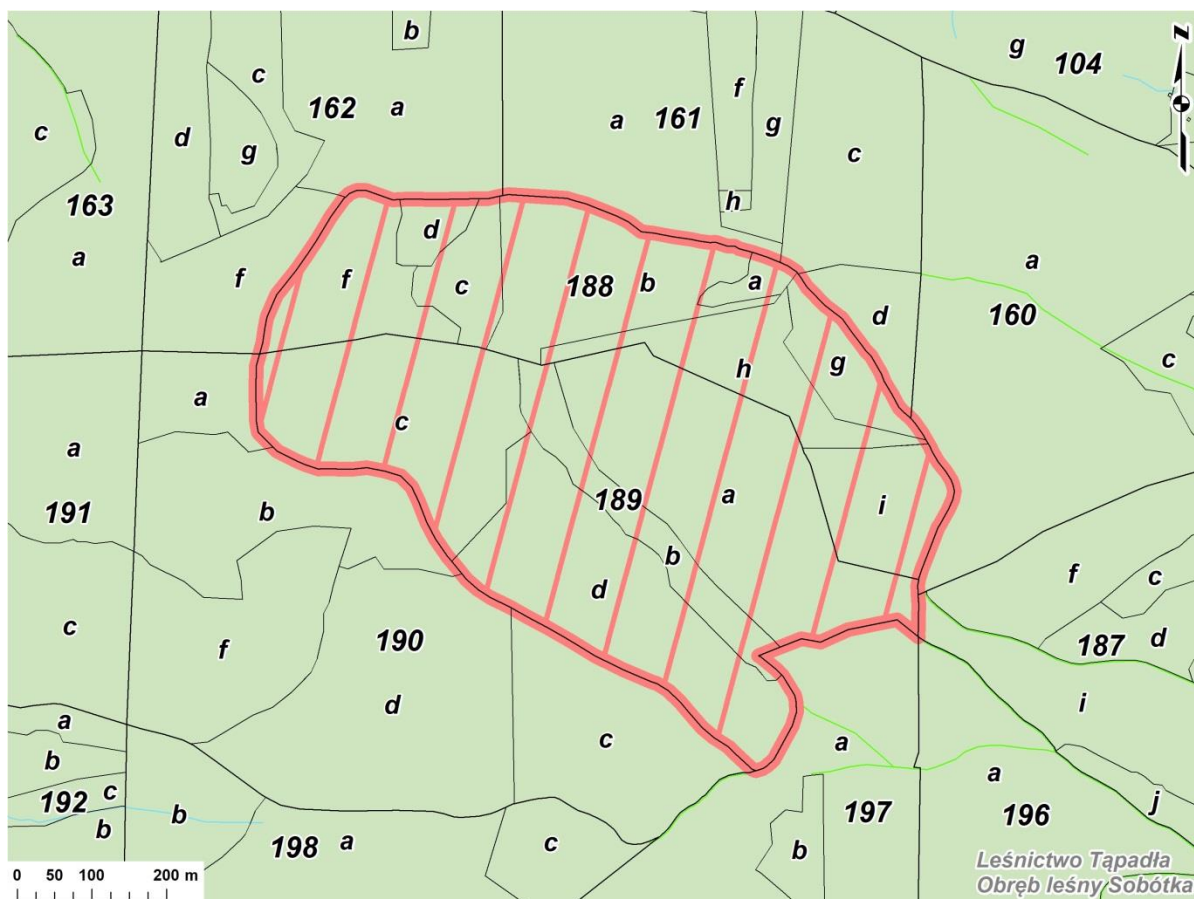 b
g
104
Z
c
f
162
a
a
161
g
c
d
c
g
h
163
d
a
a
f
f
c
188
b
a
160
d
c
h
g
a
c
a
189
a
i
191
b
b
f
c
d
c
190
187
d
f
i
d
a
c
a
b
a
j
192
c
b
197
196
b
198
a
c
b
Leśnictwo Tąpadła
0 50 100 200 m
Obręb leśny Sobótka